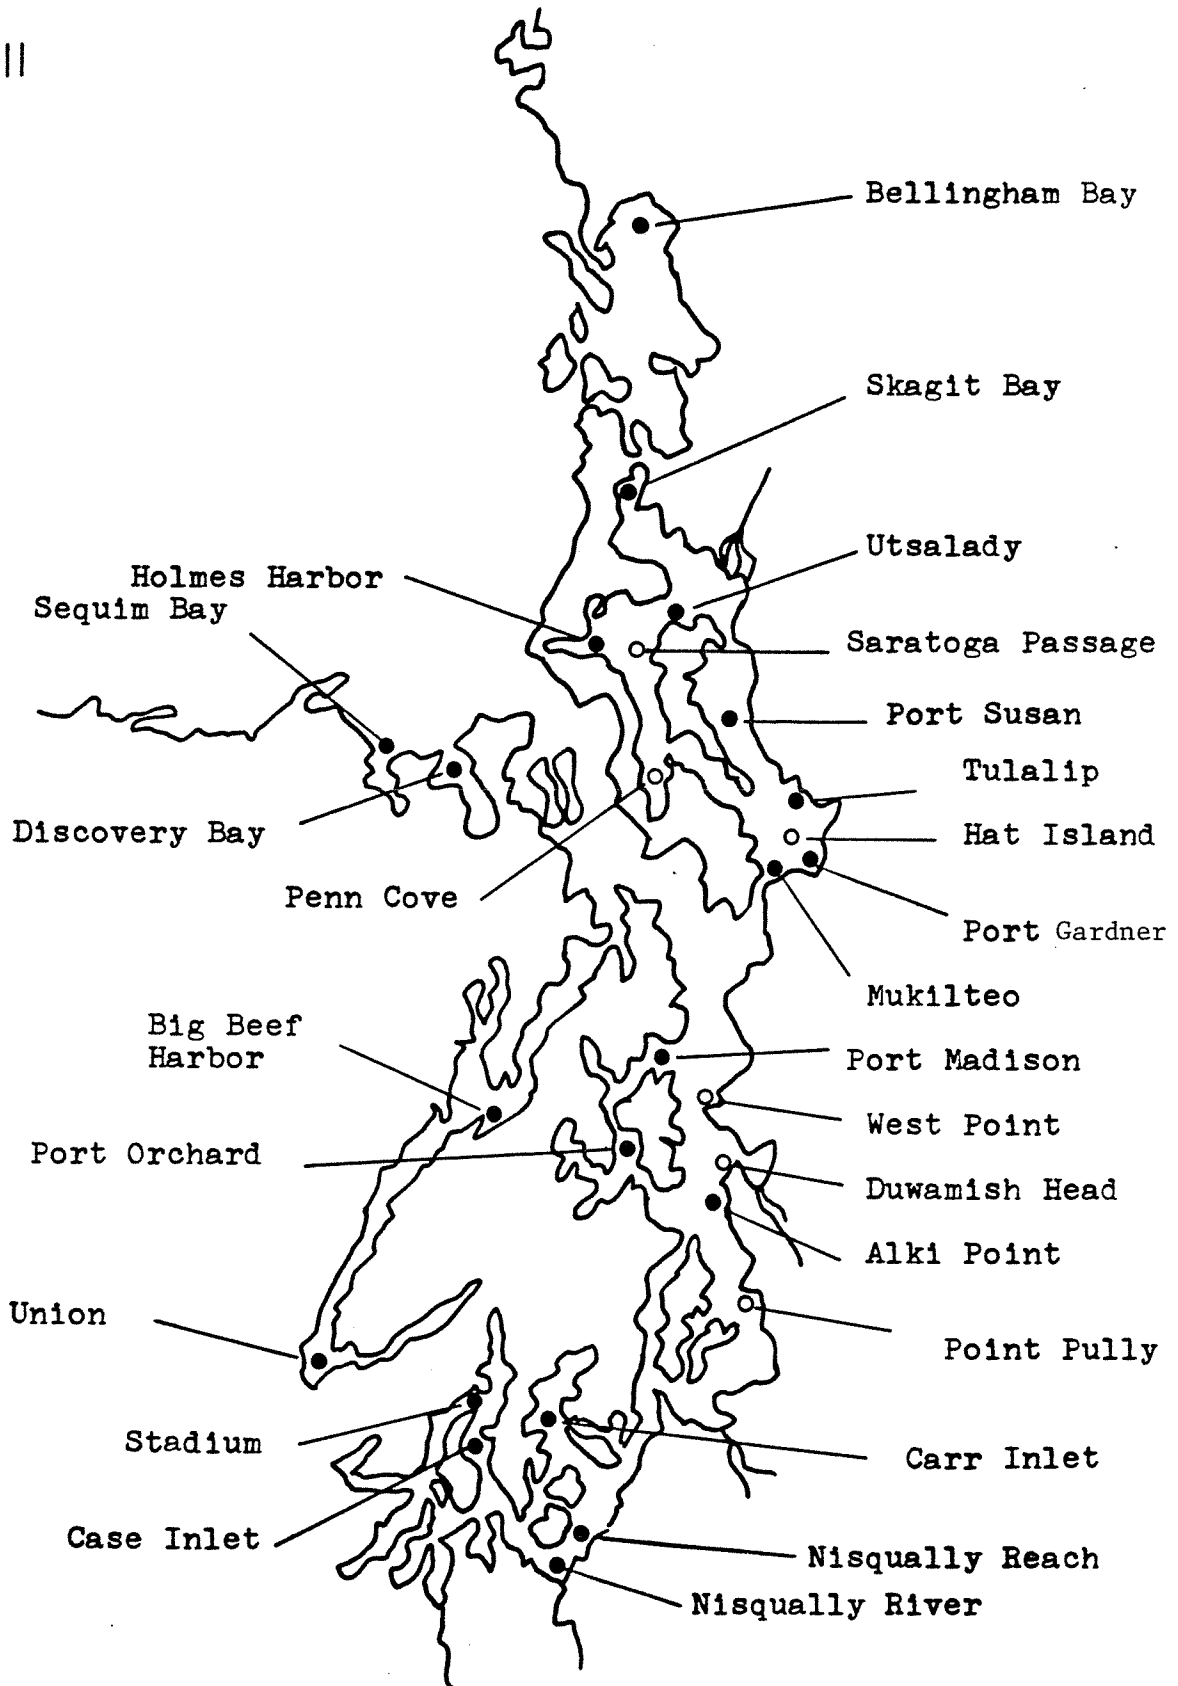 II
Bellingham Bay
Skagit Bay
Utsalady
Holmes Harbor
Sequim Bay
Saratoga Passage
Port Susan
Tulalip
Discovery Bay
Hat Island
Penn Cove
Port Gardner
Mukilteo
Big Beef
Harbor
Port Madison
West Point
Port Orchard
Duwamish Head
Alki Point
Union
Point Pully
Stadium
Carr Inlet
Case Inlet
Nisqually Reach
Nisqually River